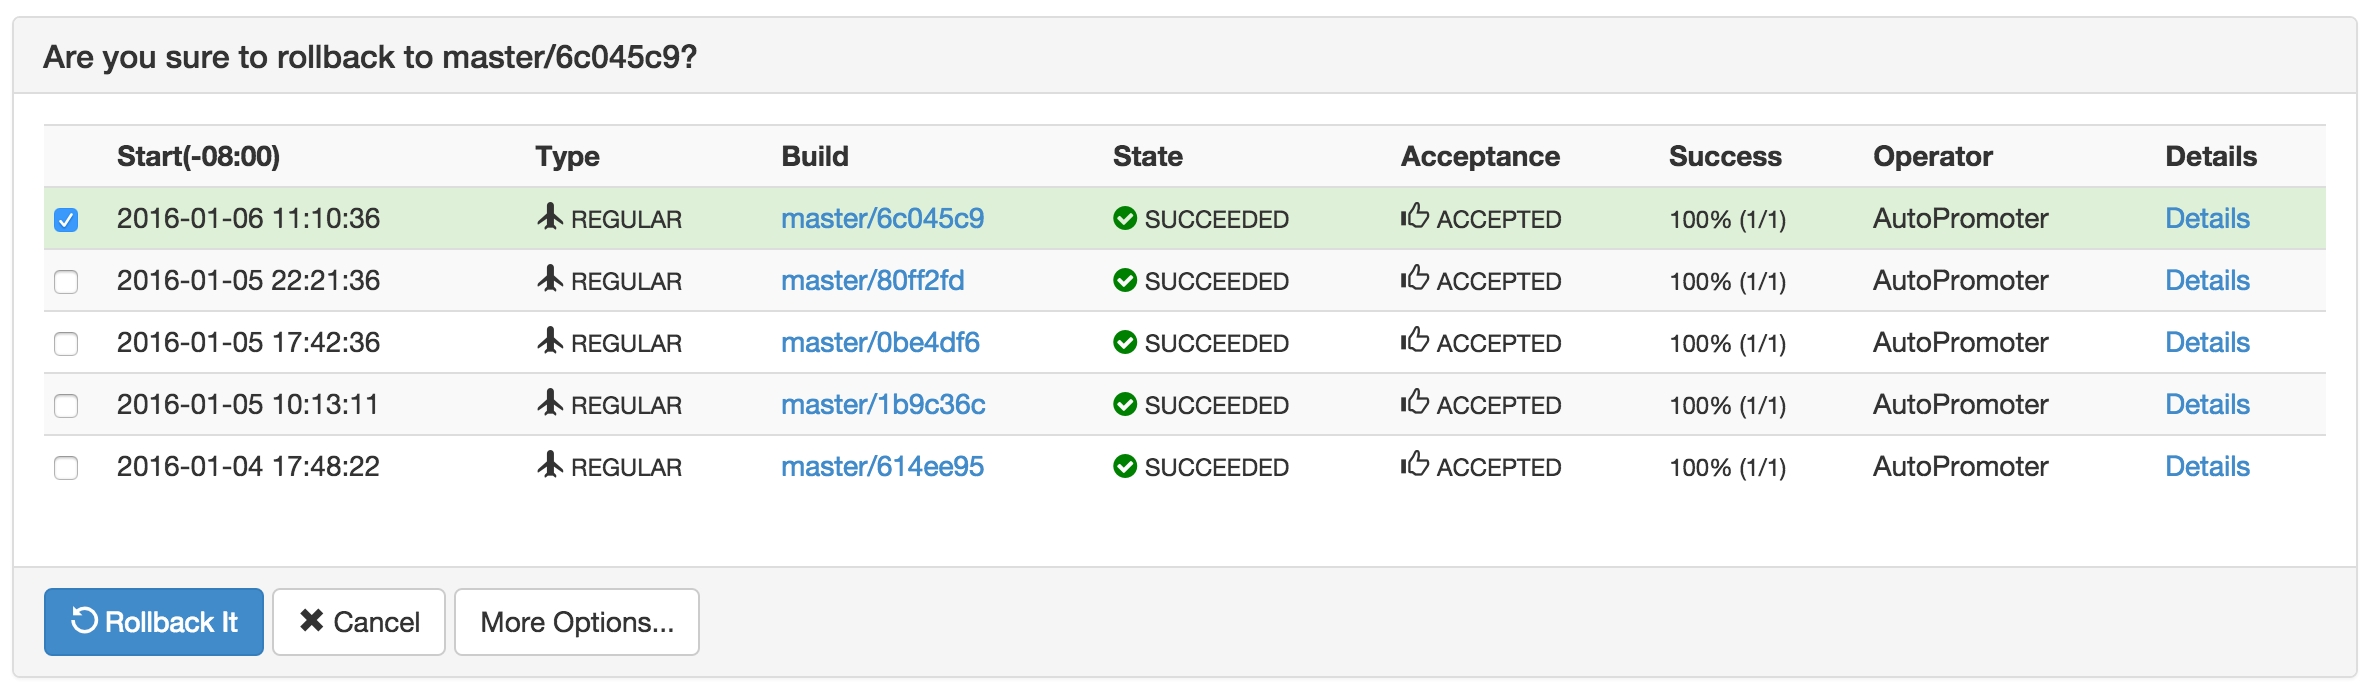 Are you sure to rollback to master/6c045c9?
Start(-08:00) Type Build State Acceptance Success Operator Details
2016-01-06 11:10:36 REGULAR master/6c045c9 SUCCEEDED ACCEPTED 100% (1/1) AutoPromoter Details
2016-01-05 22:21:36 REGULAR master/80ff2fd SUCCEEDED ACCEPTED 100% (1/1) AutoPromoter Details
2016-01-05 17:42:36 REGULAR master/0be4df6 SUCCEEDED ACCEPTED 100% (1/1) AutoPromoter Details
2016-01-05 10:13:11 REGULAR master/1b9c36c SUCCEEDED ACCEPTED 100% (1/1) AutoPromoter Details
2016-01-04 17:48:22 REGULAR master/614ee95 SUCCEEDED ACCEPTED 100% (1/1) AutoPromoter Details
Rollback It Cancel More Options...